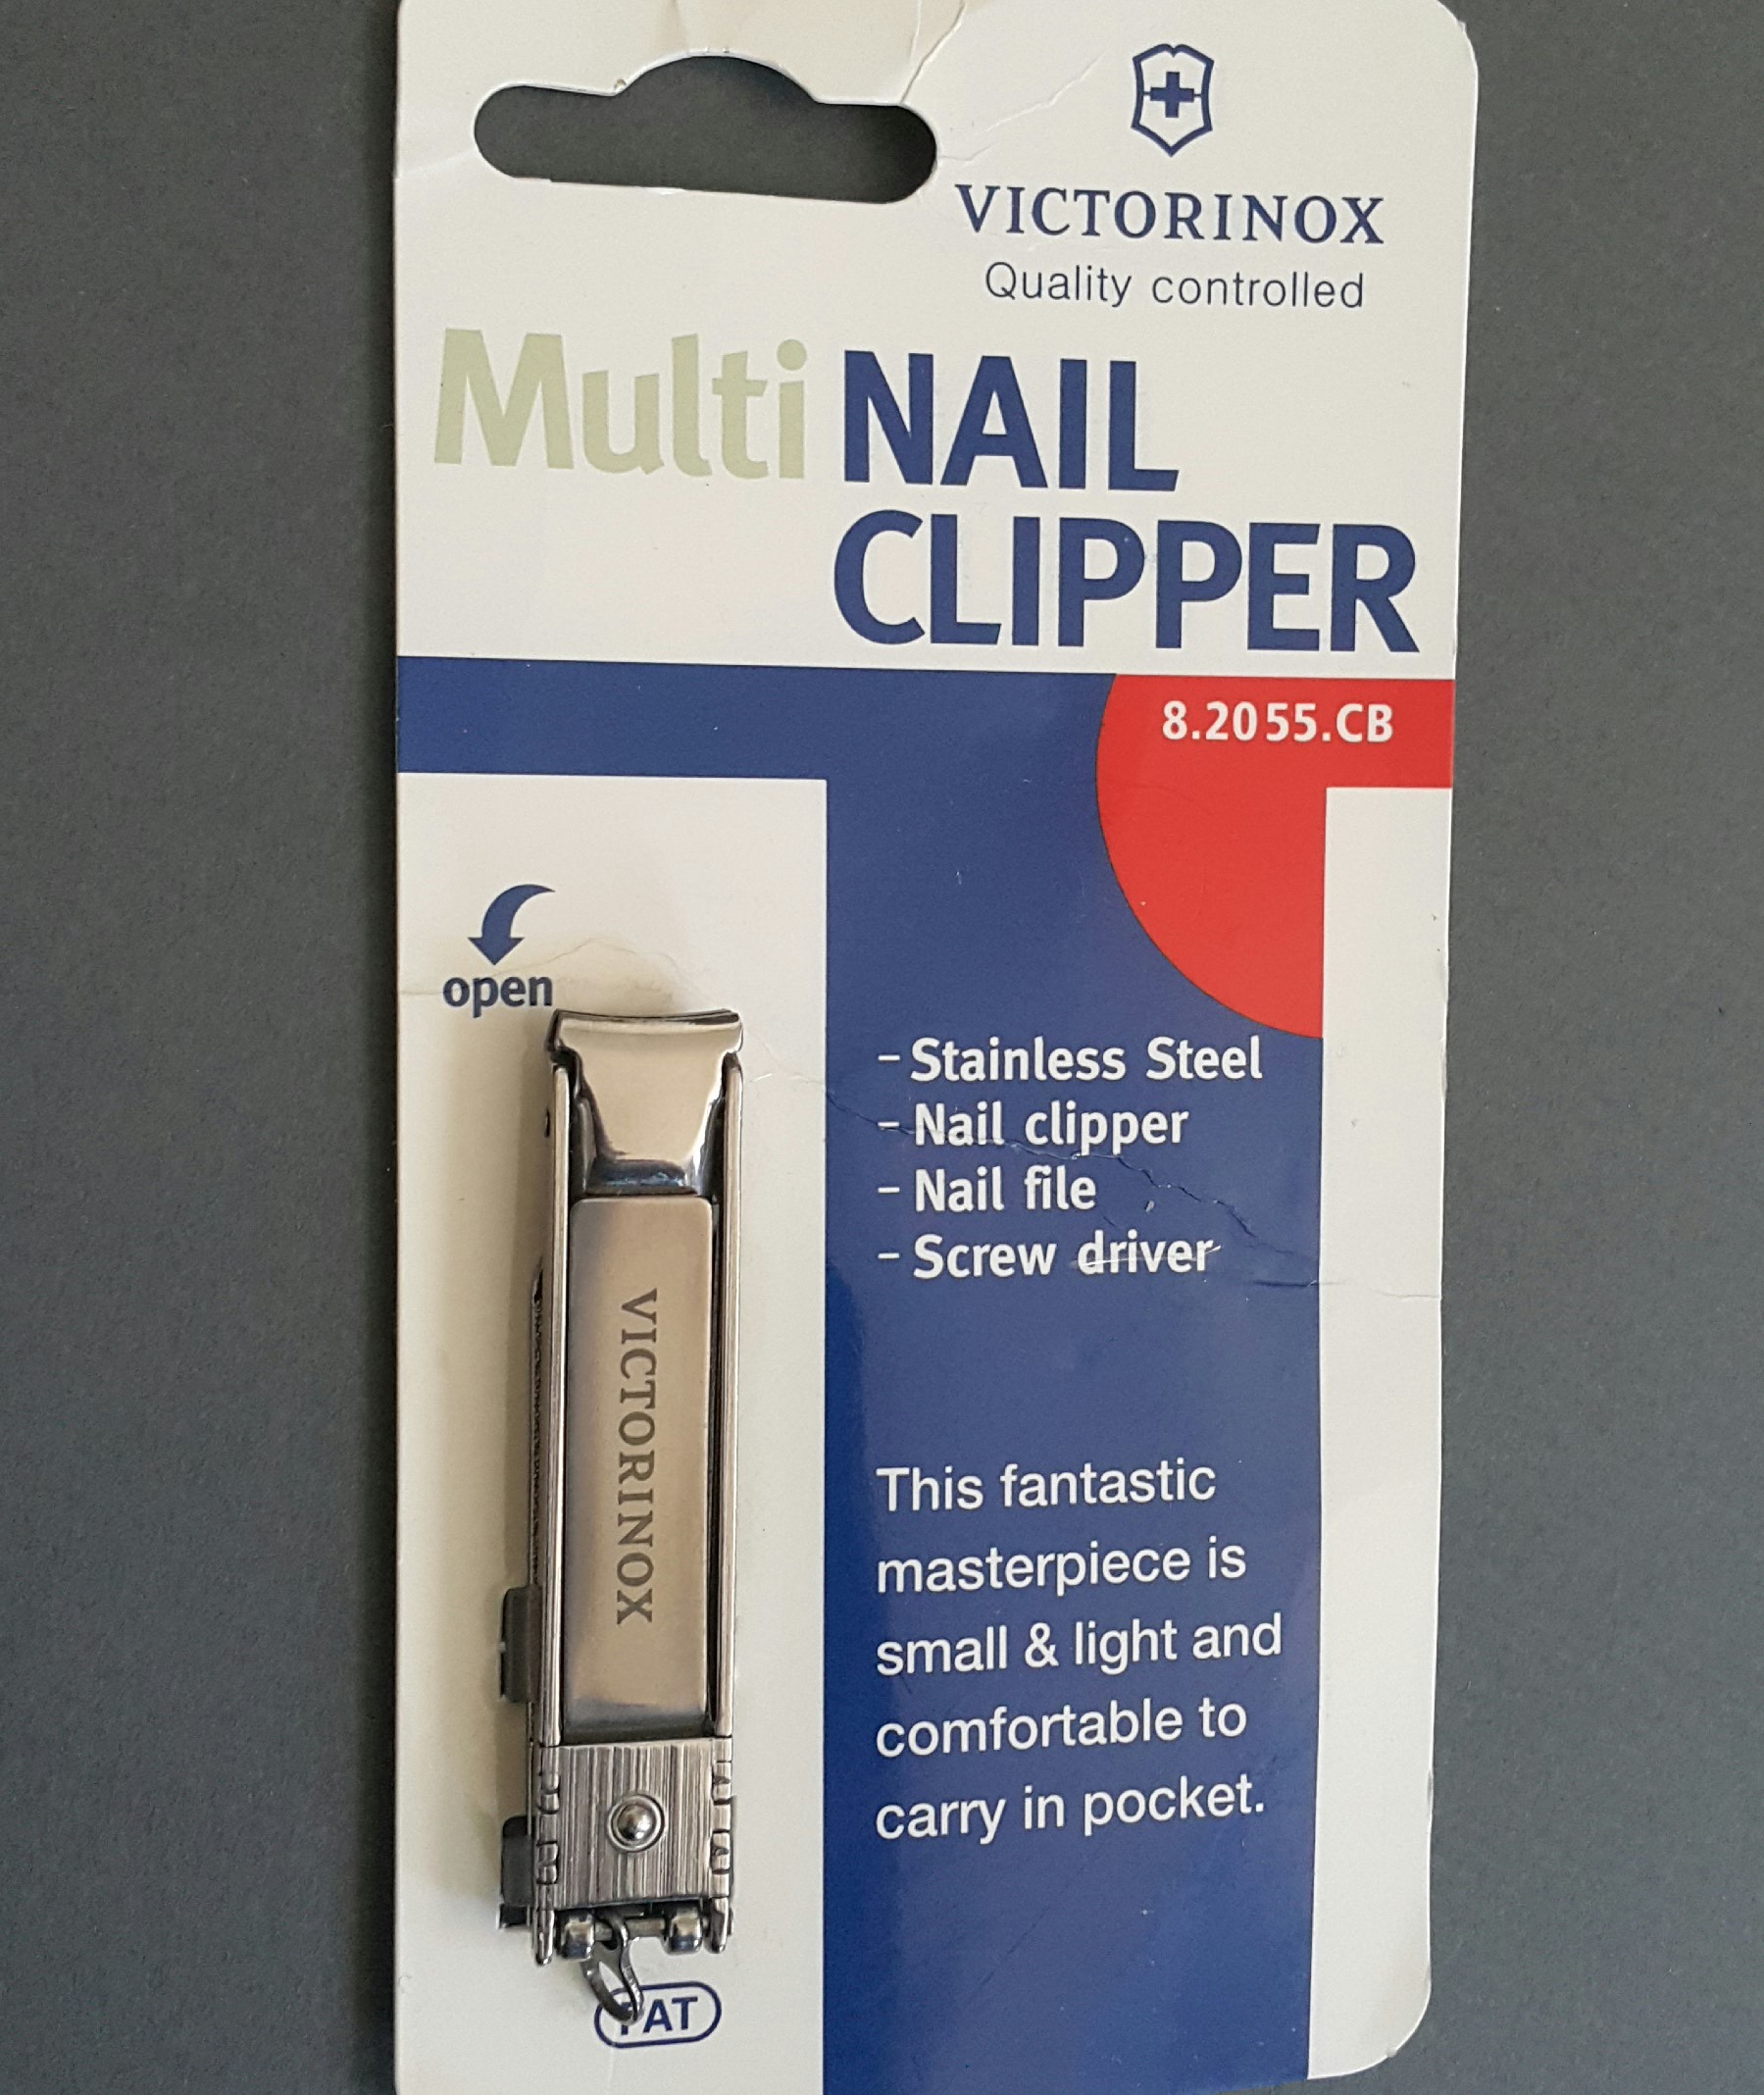 VICTORINOX
Quality controlled
Multi NAIL
CLIPPER
8.2055.CB
open
– Stainless Steel
– Nail clipper
– Nail file
– Screw driver
VICTORINOX
This fantastic
masterpiece is
small & light and
comfortable to
carry in pocket.
PAT